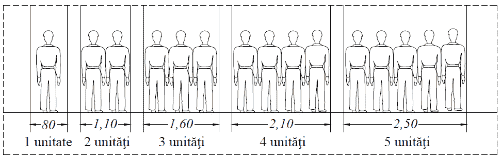 80 1,10 1,60 2,10 2,50
1 unitate 2 unități 3 unități 4 unități 5 unități